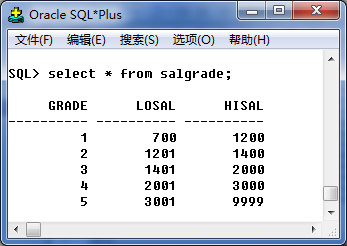 Oracle SQL*Plus
文件(F) 编辑(E) 搜索(S) 选项(O) 帮助(H)
SQL> select * from salgrade;
GRADE LOSAL HISAL
---------- ---------- ----------
1 700 1200
2 1201 1400
3 1401 2000
4 2001 3000
5 3001 9999